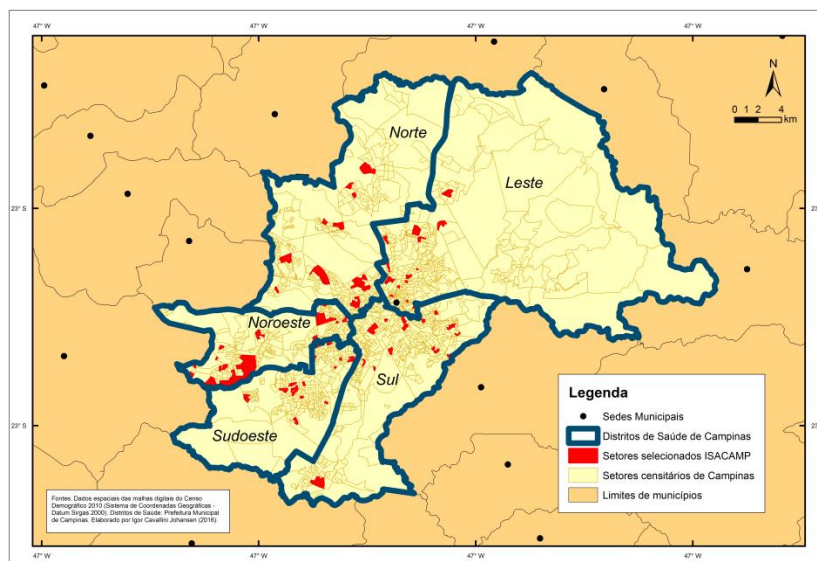 47° W 47° W 47° W 47° W
N
0 1 2 4
km
Norte
Leste
23° S 23° S
Noroeste
Sul
Sudoeste
23° S 23° S
Legenda
Sedes Municipais
Distritos de Saúde de Campinas
Setores selecionados ISACAMP
Setores censitários de Campinas
Limites de municípios
Fontes: Dados espaciais das malhas digitais do Censo
Demográfico 2010 (Sistema de Coordenadas Geográficas -
Datum Sirgas 2000). Distritos de Saúde: Prefeitura Municipal
de Campinas. Elaborado por Igor Cavallini Johansen (2016).
47° W 47° W 47° W 47° W